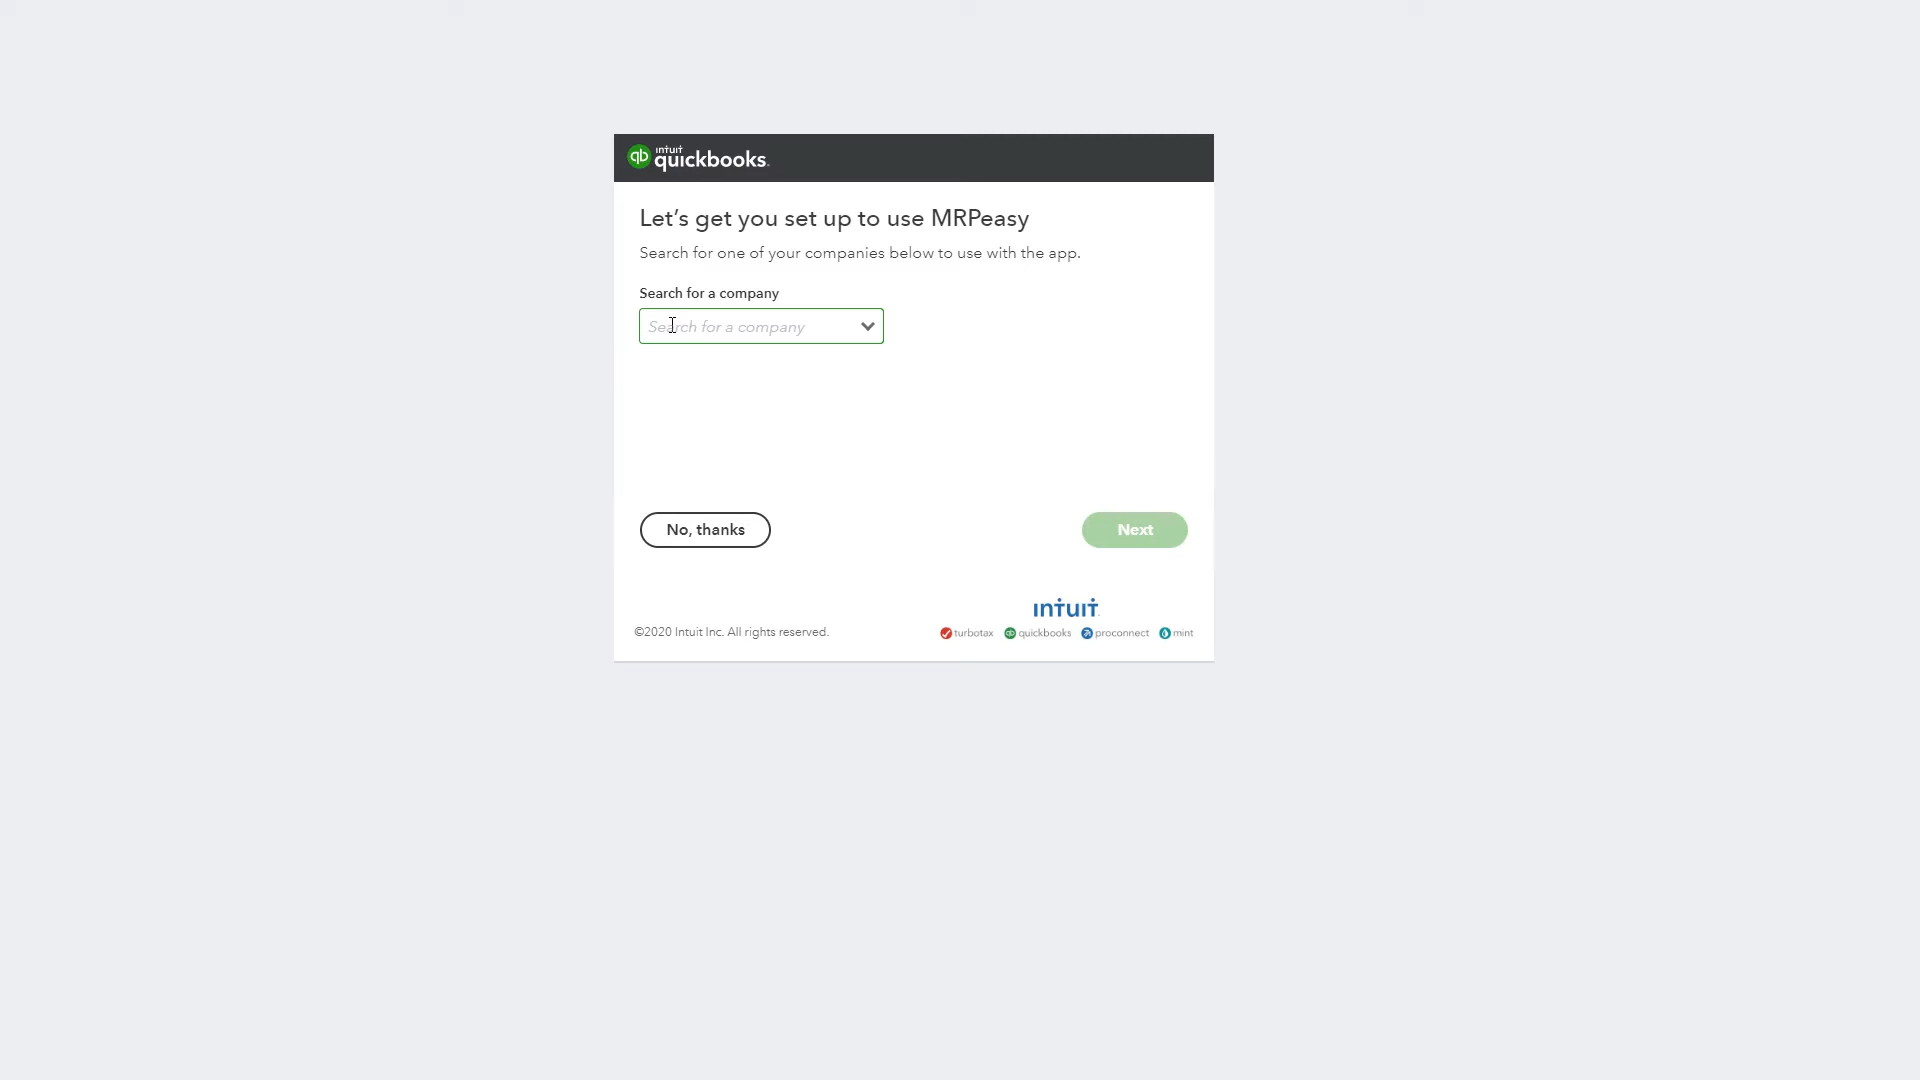 qb intuit quickbooks.
Let's get you set up to use MRPeasy
Search for one of your companies below to use with the app.
Search for a company
Search for a company
No, thanks
Next
intuit.
©2020 Intuit Inc. All rights reserved.
turbotax qb quickbooks proconnect mint